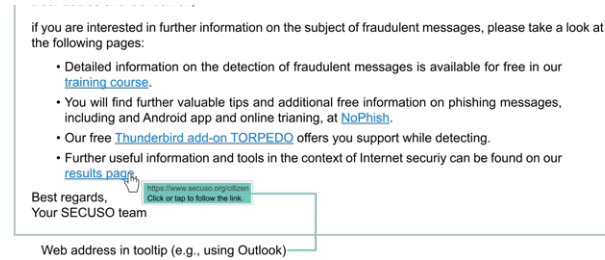 if you are interested in further information on the subject of fraudulent messages, please take a look at
the following pages:
• Detailed information on the detection of fraudulent messages is available for free in our
training course.
• You will find further valuable tips and additional free information on phishing messages,
including and Android app and online trianing, at NoPhish.
• Our free Thunderbird add-on TORPEDO offers you support while detecting.
• Further useful information and tools in the context of Internet securiy can be found on our
results page.
https://www.secuso.org/citizen
Click or tap to follow the link.
Best regards,
Your SECUSO team
Web address in tooltip (e.g., using Outlook)